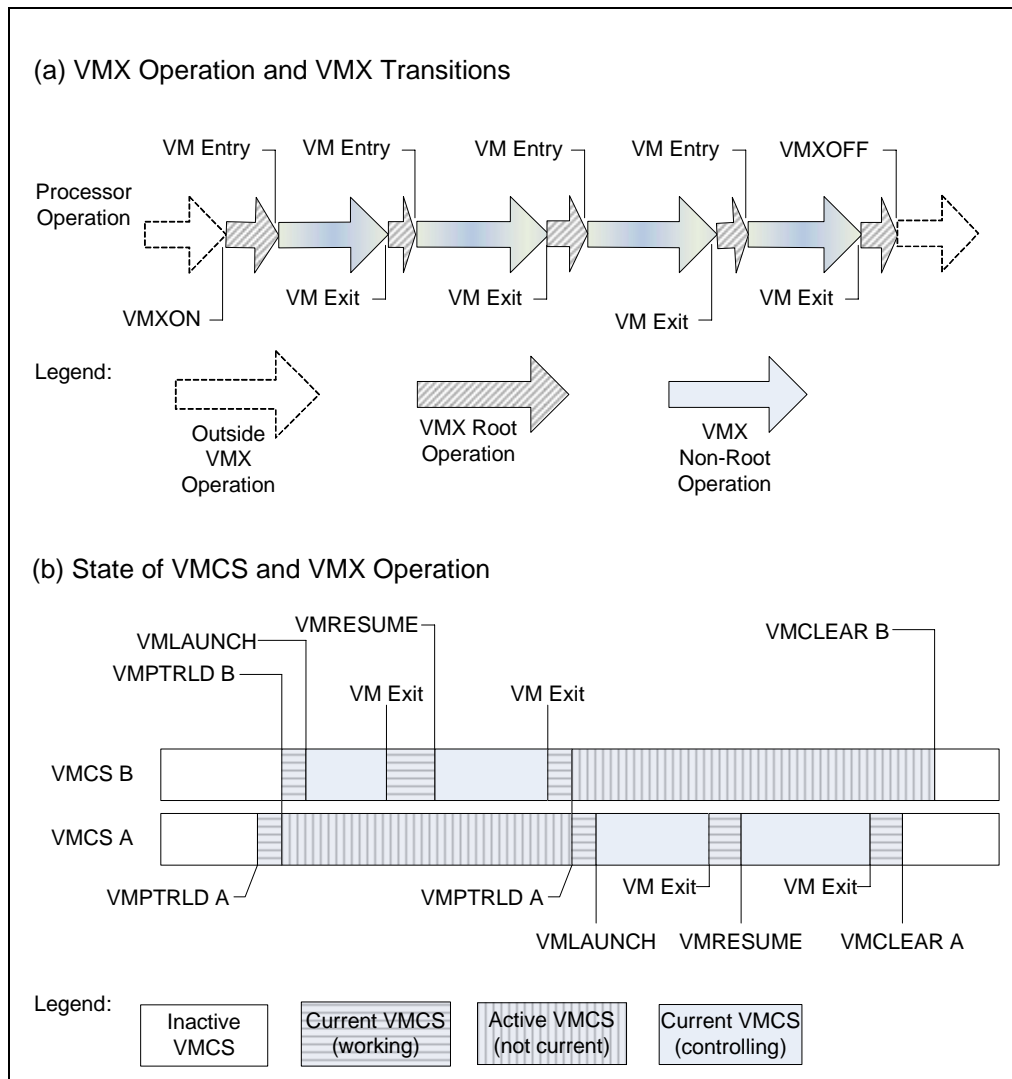 (a) VMX Operation and VMX Transitions
VM Entry
VM Entry
VM Entry
VM Entry
VMXOFF
Processor
Operation
VM Exit
VM Exit
VM Exit
VM Exit
VMXON
Legend:
Outside
VMX
Operation
VMX Root
Operation
VMX
Non-Root
Operation
(b) State of VMCS and VMX Operation
VMRESUME
VMLAUNCH
VMCLEAR B
VMPTRLD B
VM Exit
VM Exit
VMCS B
VMCS A
VMPTRLD A
VMPTRLD A
VM Exit
VM Exit
VMLAUNCH
VMRESUME
VMCLEAR A
Legend:
Inactive
VMCS
Current VMCS
(working)
Active VMCS
(not current)
Current VMCS
(controlling)